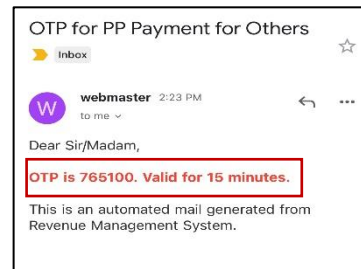 OTP for PP Payment for Others
Inbox
W
webmaster 2:23 PM
to me
Dear Sir/Madam,
OTP is 765100. Valid for 15 minutes.
This is an automated mail generated from
Revenue Management System.